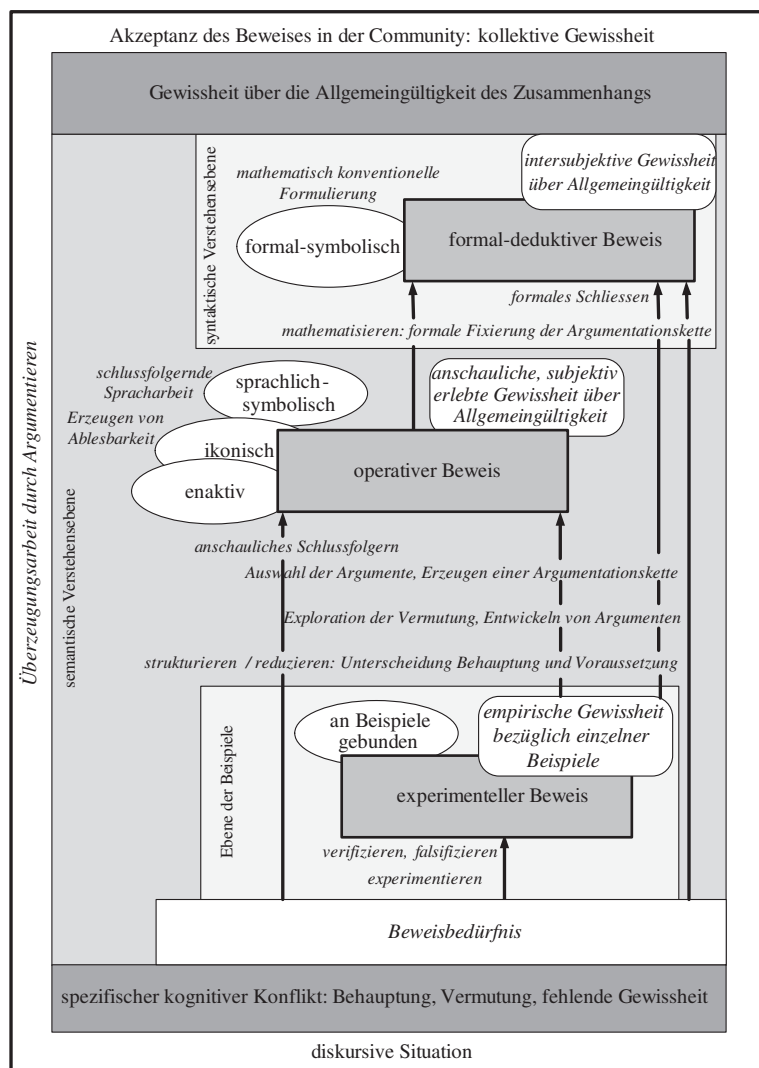 Akzeptanz des Beweises in der Community: kollektive Gewissheit
Gewissheit über die Allgemeingültigkeit des Zusammenhangs
intersubjektive Gewissheit
über Allgemeingültigkeit
mathematisch konventionelle
Formulierung
formal-symbolisch
formal-deduktiver Beweis
syntaktische Verstehensebene
formales Schliessen
mathematisieren: formale Fixierung der Argumentationskette
schlussfolgernde
Spracharbeit
sprachlich-
symbolisch
anschauliche, subjektiv
erlebte Gewissheit über
Allgemeingültigkeit
Erzeugen von
Ablesbarkeit
ikonisch
enaktiv
operativer Beweis
Überzeugungsarbeit durch Argumentieren
semantische Verstehensebene
anschauliches Schlussfolgern
Auswahl der Argumente, Erzeugen einer Argumentationskette
Exploration der Vermutung, Entwickeln von Argumenten
strukturieren / reduzieren: Unterscheidung Behauptung und Voraussetzung
an Beispiele
gebunden
empirische Gewissheit
bezüglich einzelner
Beispiele
experimenteller Beweis
Ebene der Beispiele
verifizieren, falsifizieren
experimentieren
Beweisbedürfnis
spezifischer kognitiver Konflikt: Behauptung, Vermutung, fehlende Gewissheit
diskursive Situation